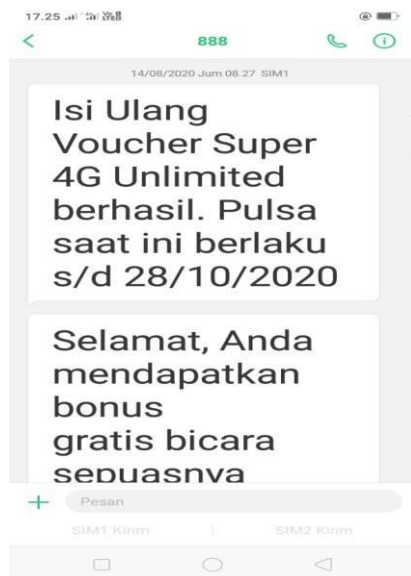 17.25
888
14/08/2020 Jum 08.27 SIM1
Isi Ulang
Voucher Super
4G Unlimited
berhasil. Pulsa
saat ini berlaku
s/d 28/10/2020
Selamat, Anda
mendapatkan
bonus
gratis bicara
sepuasnya
Pesan
SIM1 Kirim | SIM2 Kirim